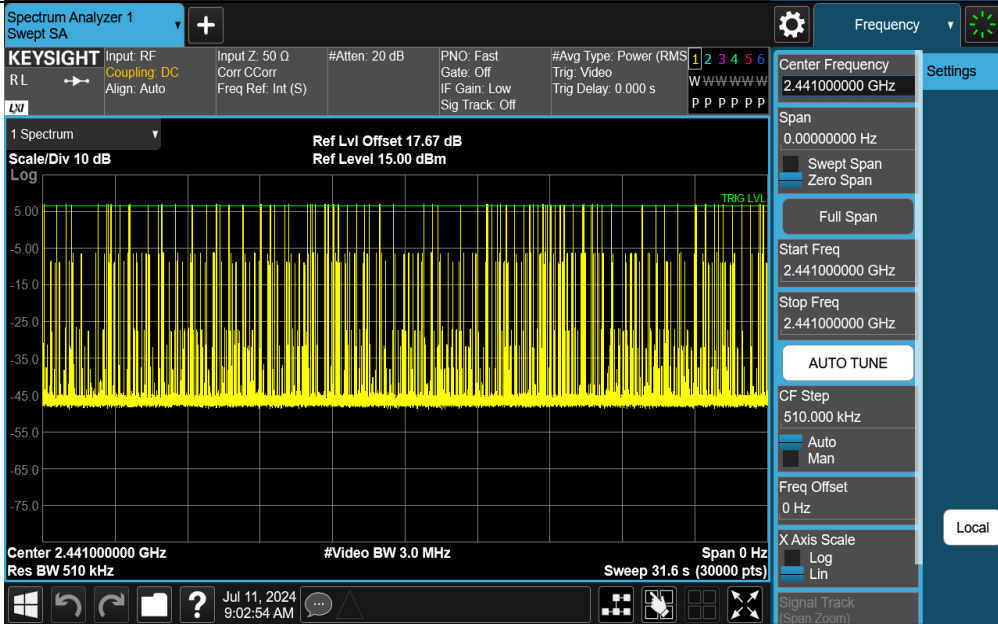 Spectrum Analyzer 1
Swept SA
+
Frequency
KEYSIGHT
R L
LXI
Input: RF
Coupling: DC
Align: Auto
Input Z: 50 Ω
Corr CCorr
Freq Ref: Int (S)
#Atten: 20 dB
PNO: Fast
Gate: Off
IF Gain: Low
Sig Track: Off
#Avg Type: Power (RMS
Trig: Video
Trig Delay: 0.000 s
1 2 3 4 5 6
W W W W W W
P P P P P P
1 Spectrum
Scale/Div 10 dB
Log
Ref Lvl Offset 17.67 dB
Ref Level 15.00 dBm
TRIG LVL
5.00
-5.00
-15.0
-25.0
-35.0
-45.0
-55.0
-65.0
-75.0
Center 2.441000000 GHz
#Video BW 3.0 MHz
Span 0 Hz
Res BW 510 kHz
Sweep 31.6 s (30000 pts)
Center Frequency
2.441000000 GHz
Settings
Span
0.00000000 Hz
Swept Span
Zero Span
Full Span
Start Freq
2.441000000 GHz
Stop Freq
2.441000000 GHz
AUTO TUNE
CF Step
510.000 kHz
Auto
Man
Freq Offset
0 Hz
Local
X Axis Scale
Log
Lin
Signal Track
(Span Zoom)
?
Jul 11, 2024
9:02:54 AM